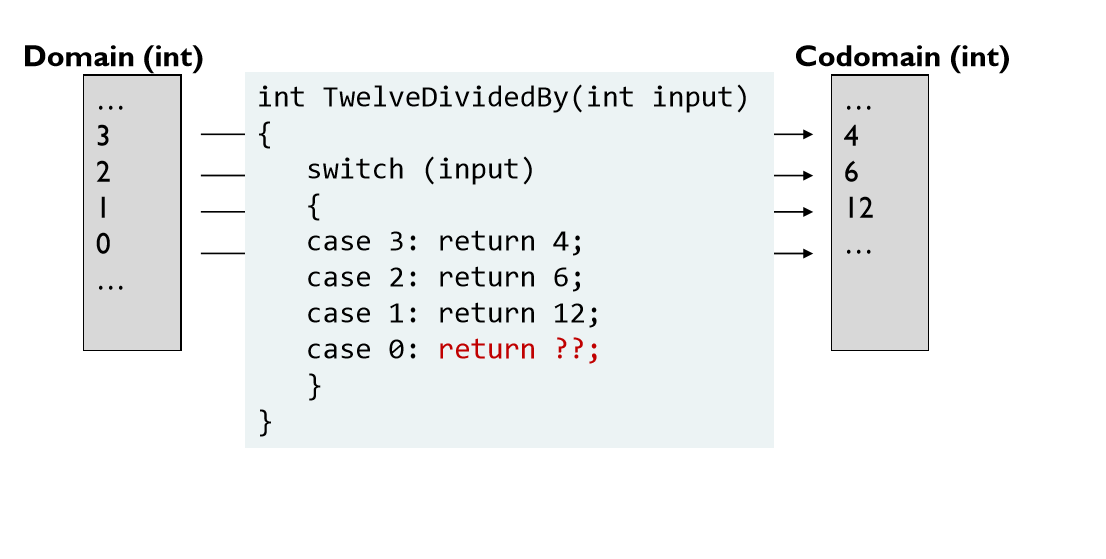 Domain (int)
Codomain (int)
…
3
2
1
0
…
int TwelveDividedBy(int input)
{
switch (input)
{
case 3: return 4;
case 2: return 6;
case 1: return 12;
case 0: return ??;
}
}
…
4
6
12
…